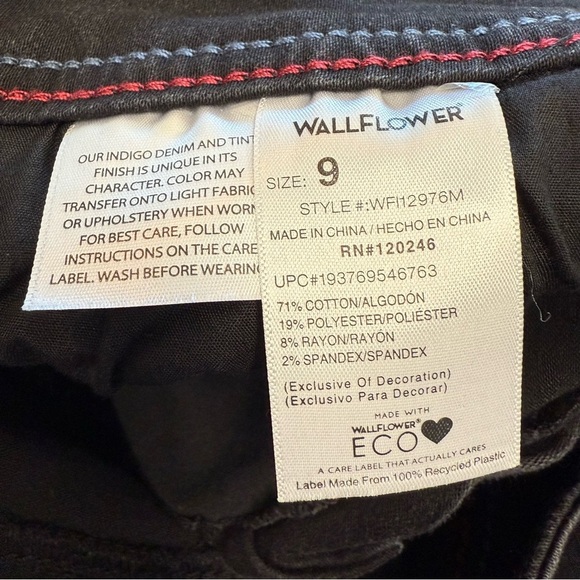 OUR INDIGO DENIM AND TINT
FINISH IS UNIQUE IN ITS
CHARACTER. COLOR MAY
TRANSFER ONTO LIGHT FABRIC
OR UPHOLSTERY WHEN WORN
FOR BEST CARE, FOLLOW
INSTRUCTIONS ON THE CARE
LABEL. WASH BEFORE WEARING
WALLFLOWER®
SIZE: 9
STYLE #:WFI12976M
MADE IN CHINA / HECHO EN CHINA
RN#120246
UPC#193769546763
71% COTTON/ALGODÓN
19% POLYESTER/POLIÉSTER
8% RAYON/RAYÓN
2% SPANDEX/SPANDEX
(Exclusive Of Decoration)
(Exclusivo Para Decorar)
MADE WITH
WALLFLOWER®
ECO
A CARE LABEL THAT ACTUALLY CARES
Label Made From 100% Recycled Plastic